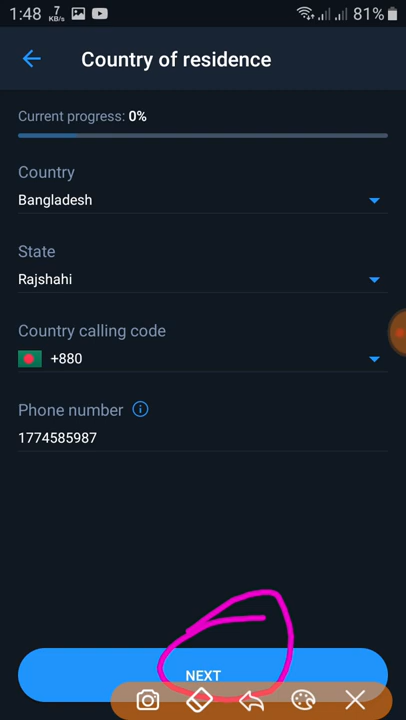 1:48 7 KB/s 81%
Country of residence
Current progress: 0%
Country
Bangladesh
State
Rajshahi
Country calling code
+880
Phone number i
1774585987
NEXT